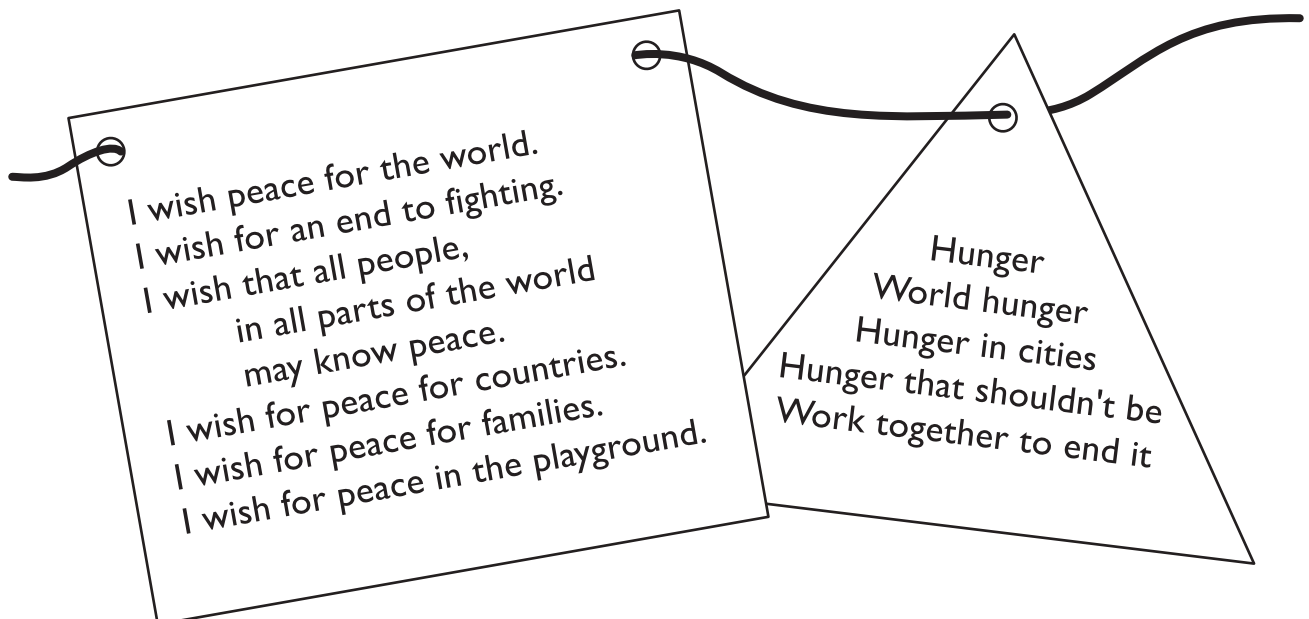 I wish peace for the world.
I wish for an end to fighting.
I wish that all people,
in all parts of the world
may know peace.
I wish for peace for countries.
I wish for peace for families.
I wish for peace in the playground.
Hunger
World hunger
Hunger in cities
Hunger that shouldn't be
Work together to end it